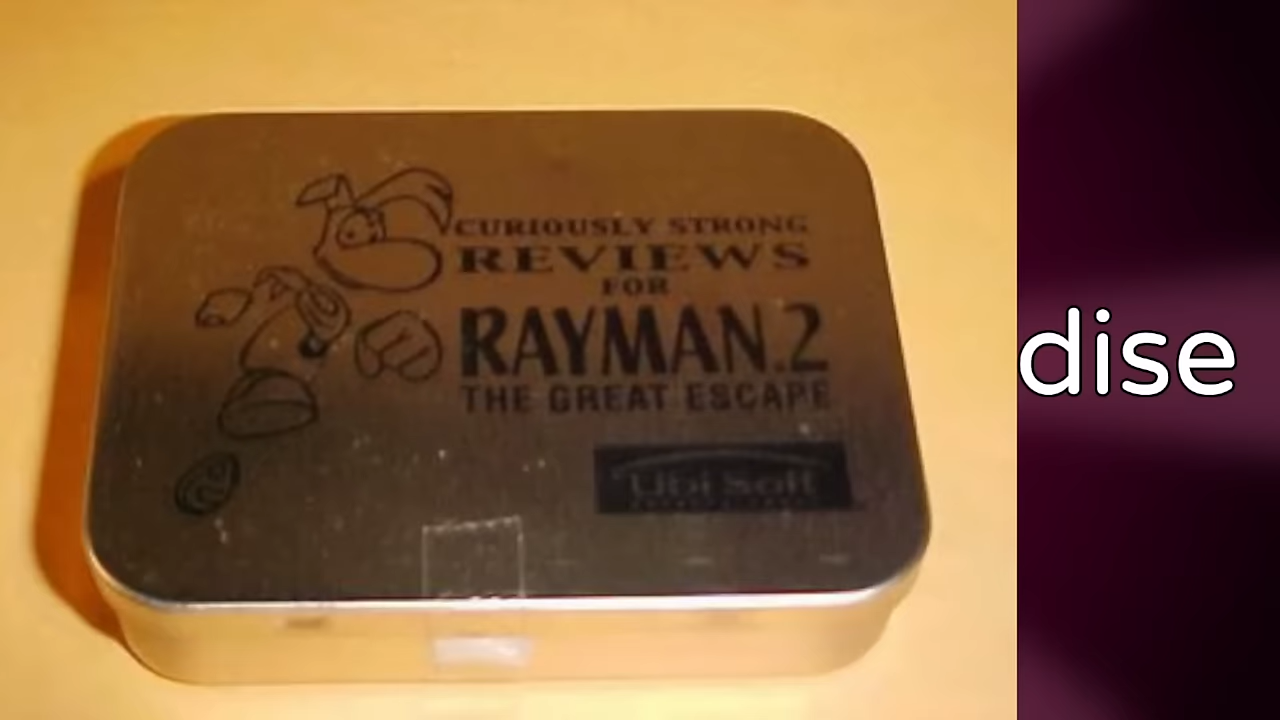 CURIOUSLY STRONG
REVIEWS
FOR
RAYMAN 2
THE GREAT ESCAPE
Ubi Soft
dise